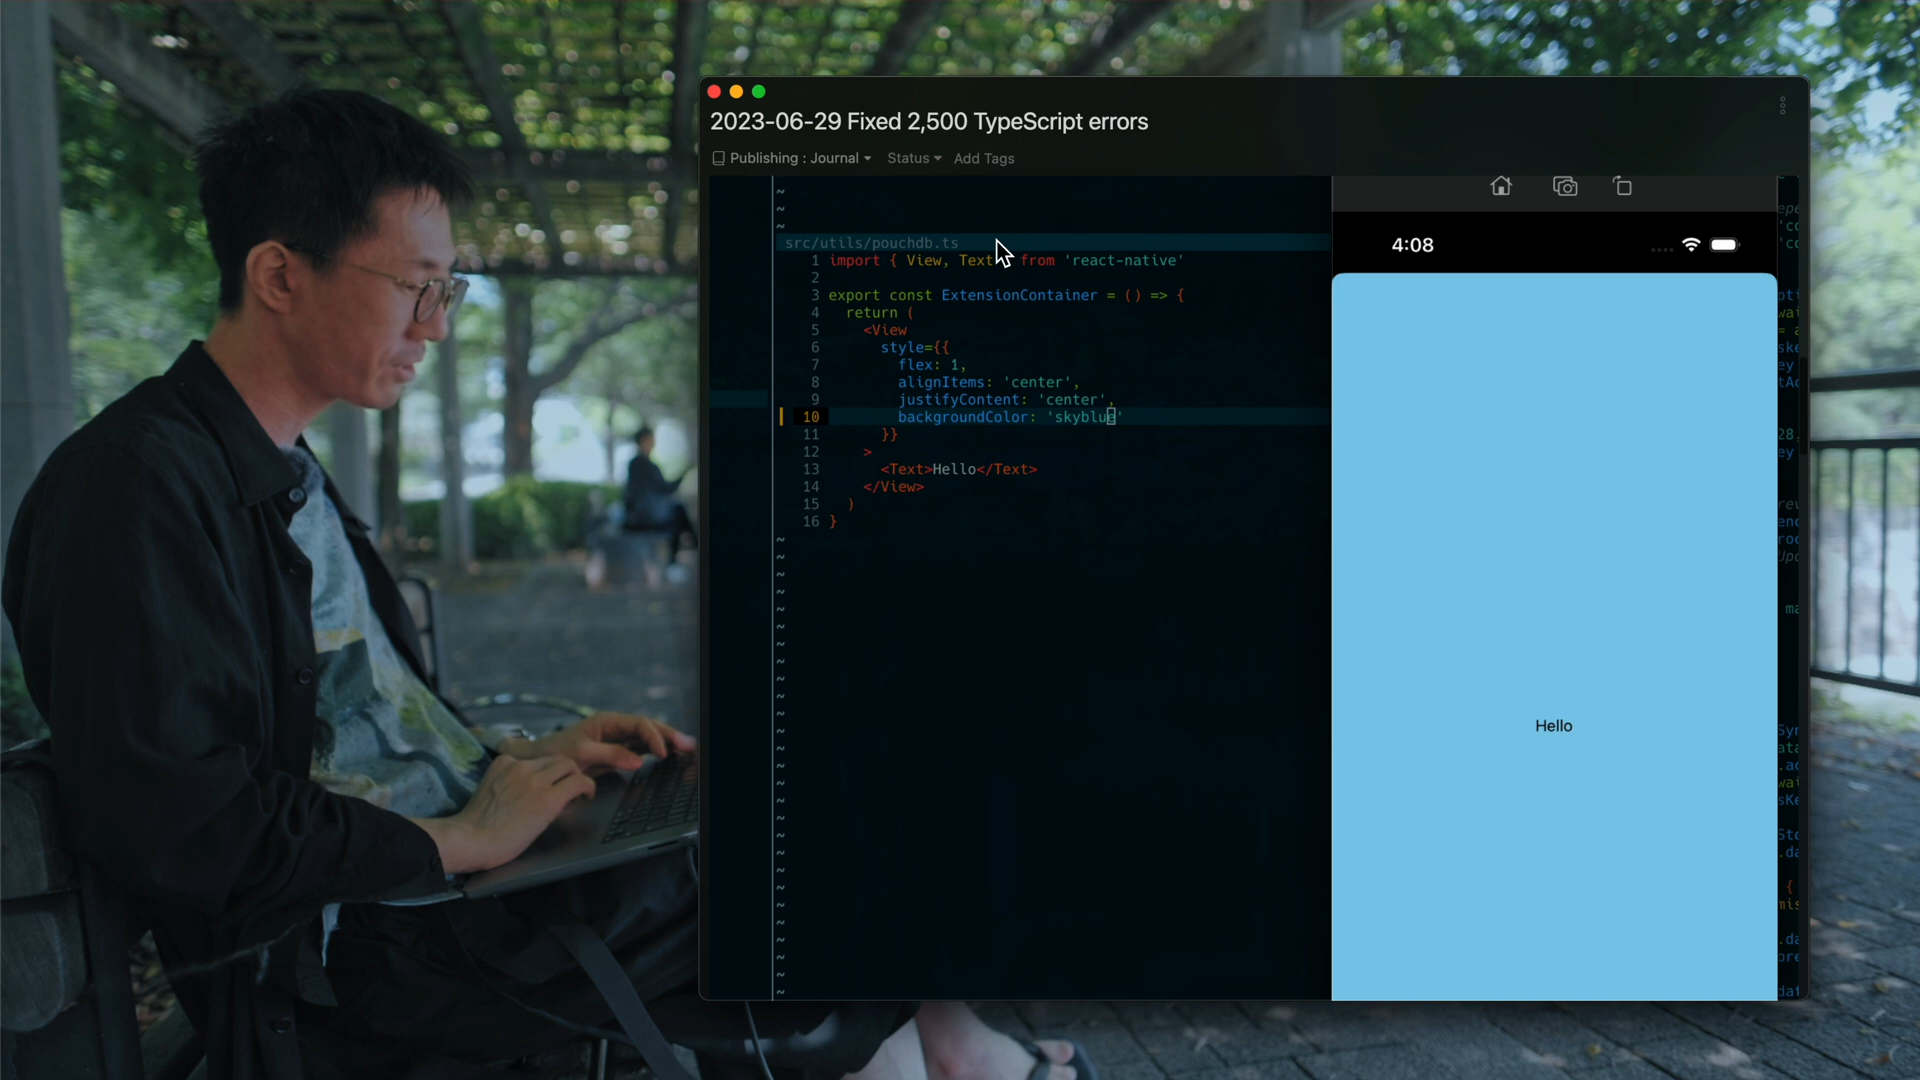 2023-06-29 Fixed 2,500 TypeScript errors
Publishing : Journal Status Add Tags
src/utils/pouchdb.ts
1 import { View, Text from 'react-native'
2
3 export const ExtensionContainer = () => {
4 return (
5 <View
6 style={{
7 flex: 1,
8 alignItems: 'center',
9 justifyContent: 'center',
10 backgroundColor: 'skyblue'
11 }}
12 >
13 <Text>Hello</Text>
14 </View>
15 )
16 }
4:08
Hello